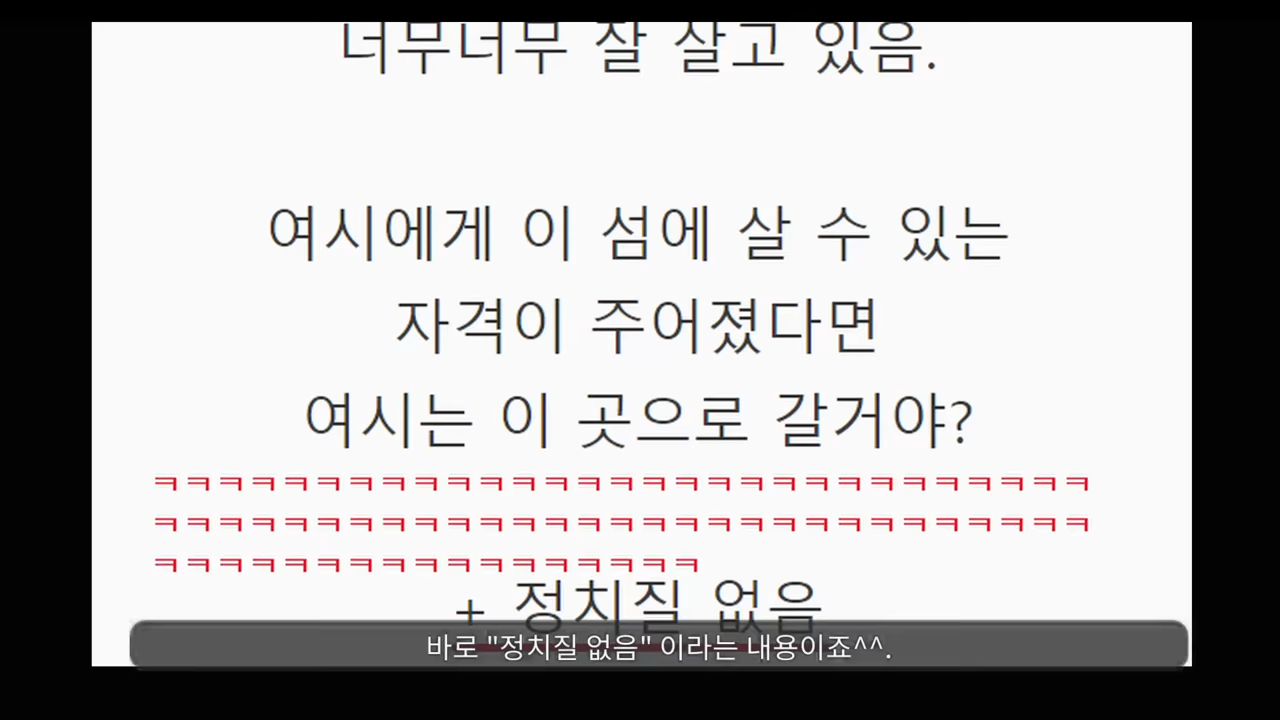 너무너무 잘 살고 있음.
여시에게 이 섬에 살 수 있는
자격이 주어졌다면
여시는 이 곳으로 갈거야?
ㅋㅋㅋㅋㅋㅋㅋㅋㅋㅋㅋㅋㅋㅋㅋㅋㅋㅋㅋㅋㅋㅋㅋㅋㅋㅋㅋㅋㅋ
ㅋㅋㅋㅋㅋㅋㅋㅋㅋㅋㅋㅋㅋㅋㅋㅋㅋㅋㅋㅋㅋㅋㅋㅋㅋㅋㅋㅋㅋ
ㅋㅋㅋㅋㅋㅋㅋㅋㅋㅋㅋㅋㅋㅋㅋㅋㅋ
+ 정치질 없음
바로 "정치질 없음" 이라는 내용이죠^^.